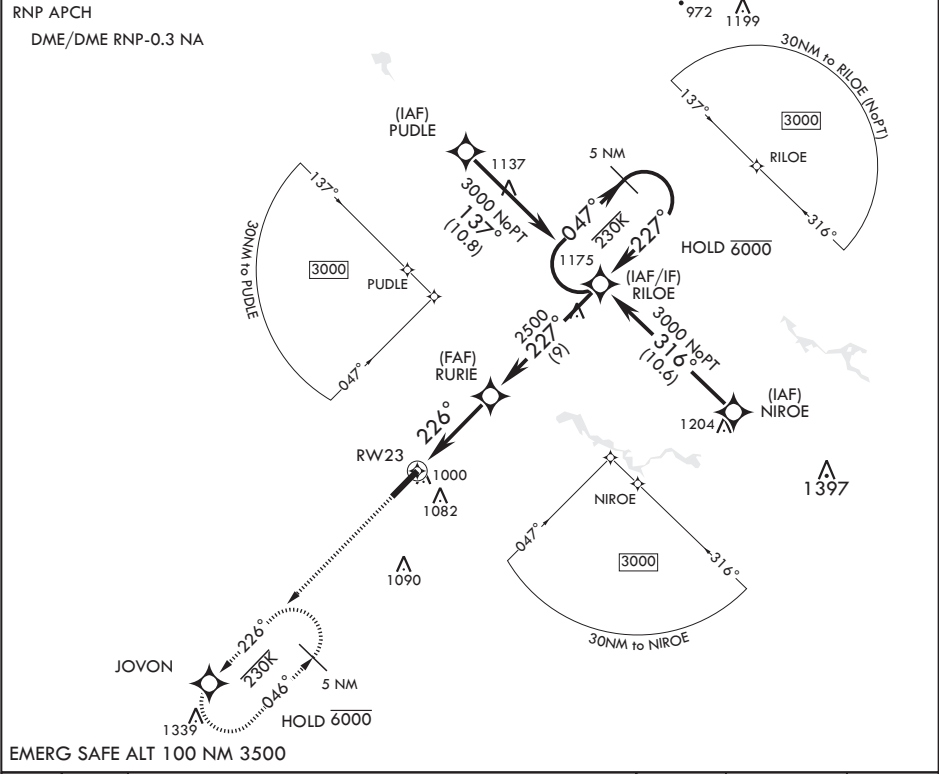 RNP APCH
DME/DME RNP-0.3 NA
972
1199
30NM to RILOE (NoPT)
137°
3000
RILOE
316°
(IAF)
PUDLE
1137
3000 NoPT
137°
(10.8)
5 NM
047°
230K
227°
HOLD 6000
1175
(IAF/IF)
RILOE
137°
30NM to PUDLE
3000
PUDLE
047°
2500
227°
(9)
3000 NoPT
316°
(10.6)
(IAF)
NIROE
1204
(FAF)
RURIE
226°
RW23
1000
1082
1397
NIROE
047°
3000
316°
30NM to NIROE
1090
226°
230K
046°
5 NM
JOVON
HOLD 6000
1339
EMERG SAFE ALT 100 NM 3500